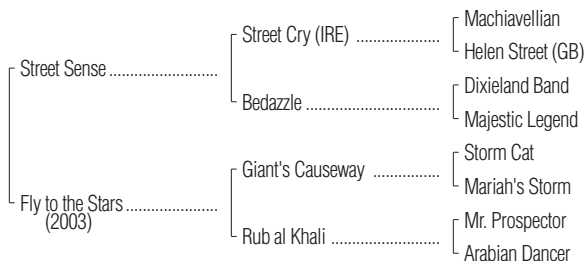 Machiavellian
Street Cry (IRE) ....................
Helen Street (GB)
Street Sense ..........................
Dixieland Band
Bedazzle .................................
Majestic Legend
Storm Cat
Giant's Causeway ................
Mariah's Storm
Fly to the Stars ......................
(2003)
Mr. Prospector
Rub al Khali ..........................
Arabian Dancer